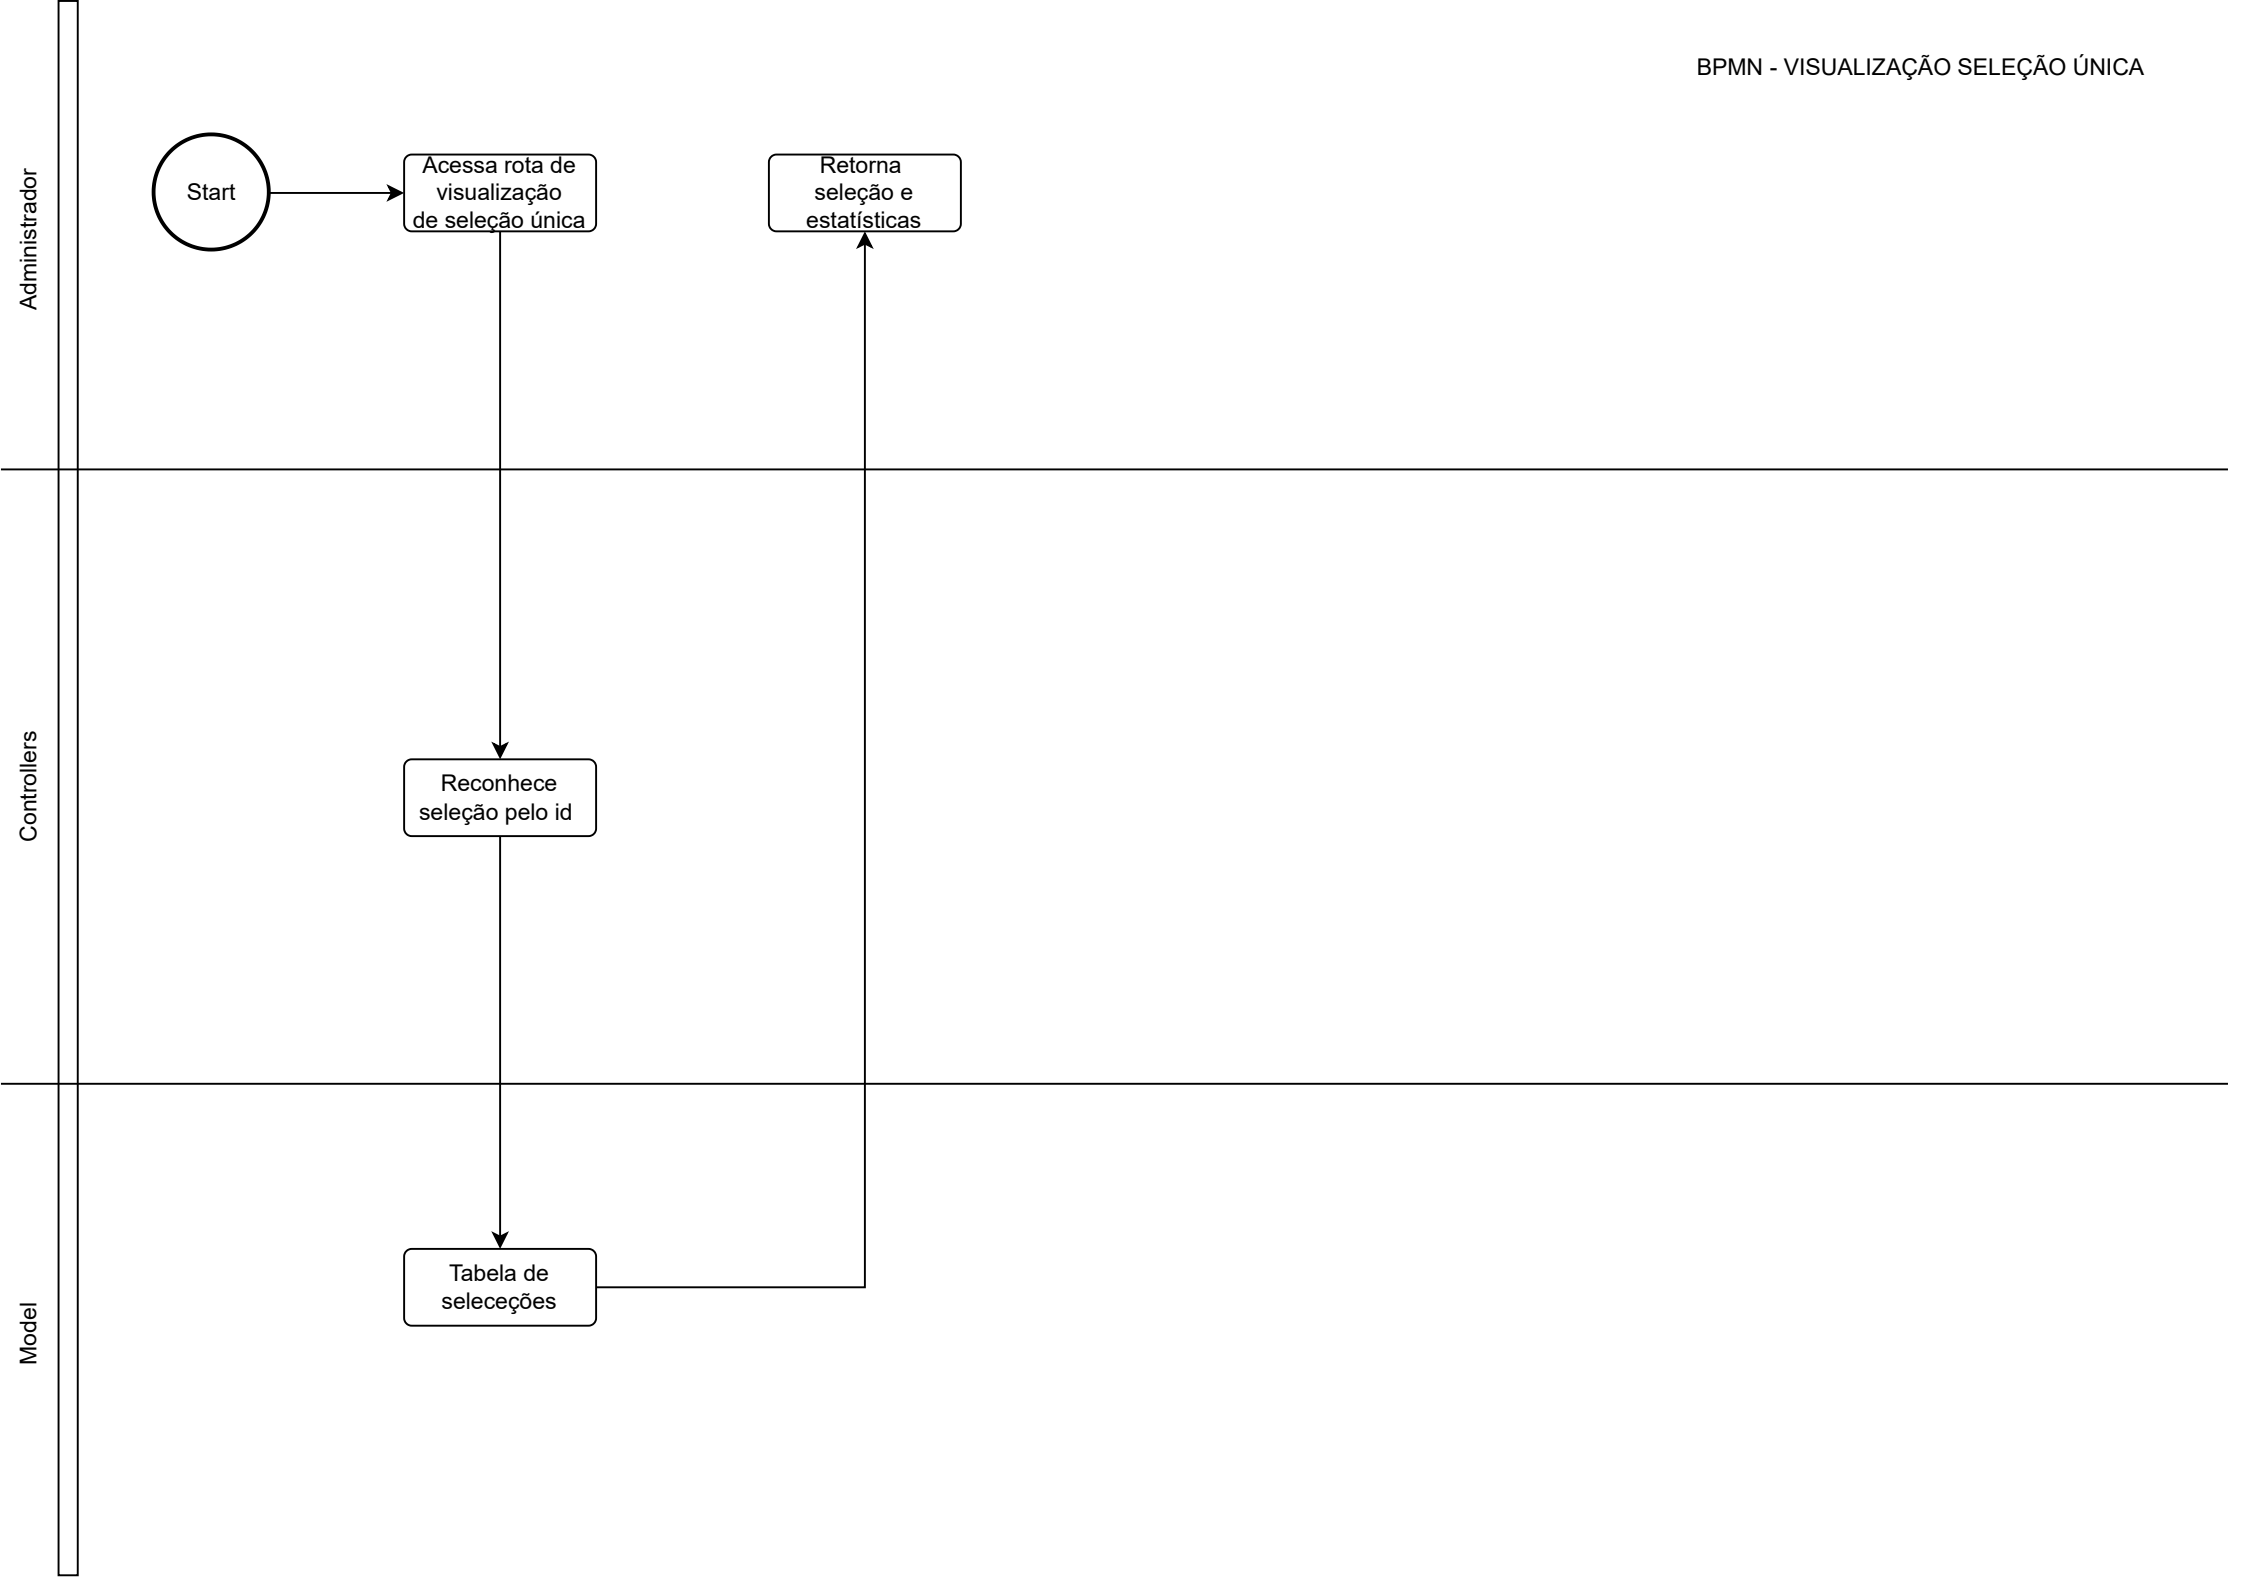 BPMN - VISUALIZAÇÃO SELEÇÃO ÚNICA
Administrador
Start
Acessa rota de
visualização
de seleção única
Retorna
seleção e
estatísticas
Controllers
Reconhece
seleção pelo id
Model
Tabela de
seleceções